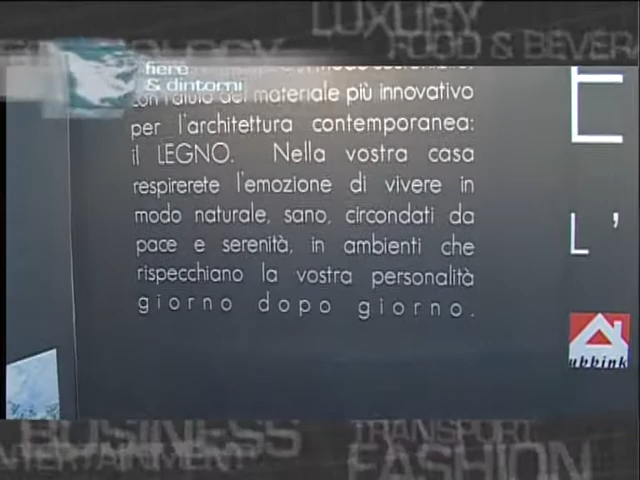 LUXURY
FOOD & BEVER
fiere
& dintorni
con l'aiuto del materiale più innovativo
per l'architettura contemporanea:
il LEGNO. Nella vostra casa
respirerete l'emozione di vivere in
modo naturale, sano, circondati da
pace e serenità, in ambienti che
rispecchiano la vostra personalità
giorno dopo giorno.
E
L'
ubbink
BUSINESS
TRANSPORT
NTERTAINMENT
FASHION